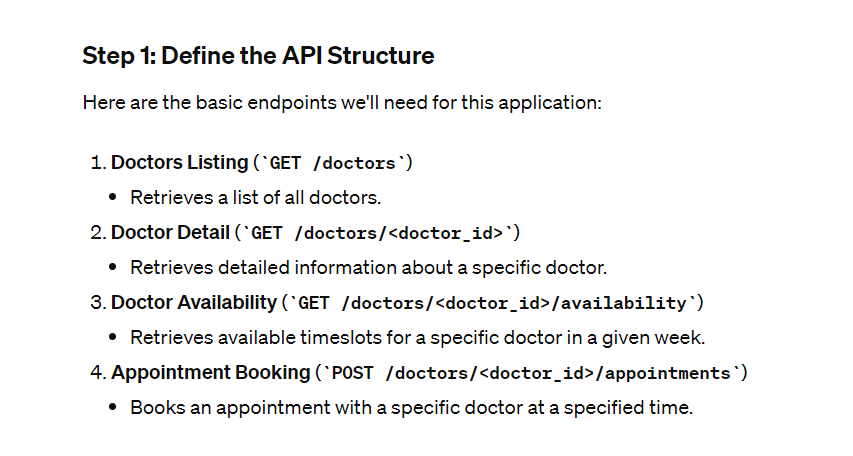 Step 1: Define the API Structure
Here are the basic endpoints we'll need for this application:
1. Doctors Listing (`GET /doctors`)
• Retrieves a list of all doctors.
2. Doctor Detail (`GET /doctors/<doctor_id>`)
• Retrieves detailed information about a specific doctor.
3. Doctor Availability (`GET /doctors/<doctor_id>/availability`)
• Retrieves available timeslots for a specific doctor in a given week.
4. Appointment Booking (`POST /doctors/<doctor_id>/appointments`)
• Books an appointment with a specific doctor at a specified time.